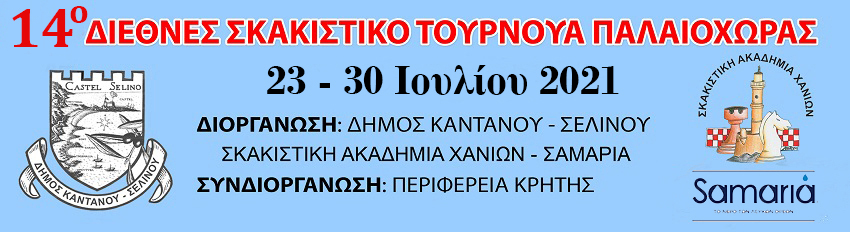 14ο ΔΙΕΘΝΕΣ ΣΚΑΚΙΣΤΙΚΟ ΤΟΥΡΝΟΥΑ ΠΑΛΑΙΟΧΩΡΑΣ
23 - 30 Ιουλίου 2021
ΔΙΟΡΓΑΝΩΣΗ: ΔΗΜΟΣ ΚΑΝΤΑΝΟΥ - ΣΕΛΙΝΟΥ
ΣΚΑΚΙΣΤΙΚΗ ΑΚΑΔΗΜΙΑ ΧΑΝΙΩΝ - ΣΑΜΑΡΙΑ
ΣΥΝΔΙΟΡΓΑΝΩΣΗ: ΠΕΡΙΦΕΡΕΙΑ ΚΡΗΤΗΣ
CASTEL SELINO
ΔΗΜΟΣ ΚΑΝΤΑΝΟΥ - ΣΕΛΙΝΟΥ
ΣΚΑΚΙΣΤΙΚΗ ΑΚΑΔΗΜΙΑ ΧΑΝΙΩΝ
Samaria